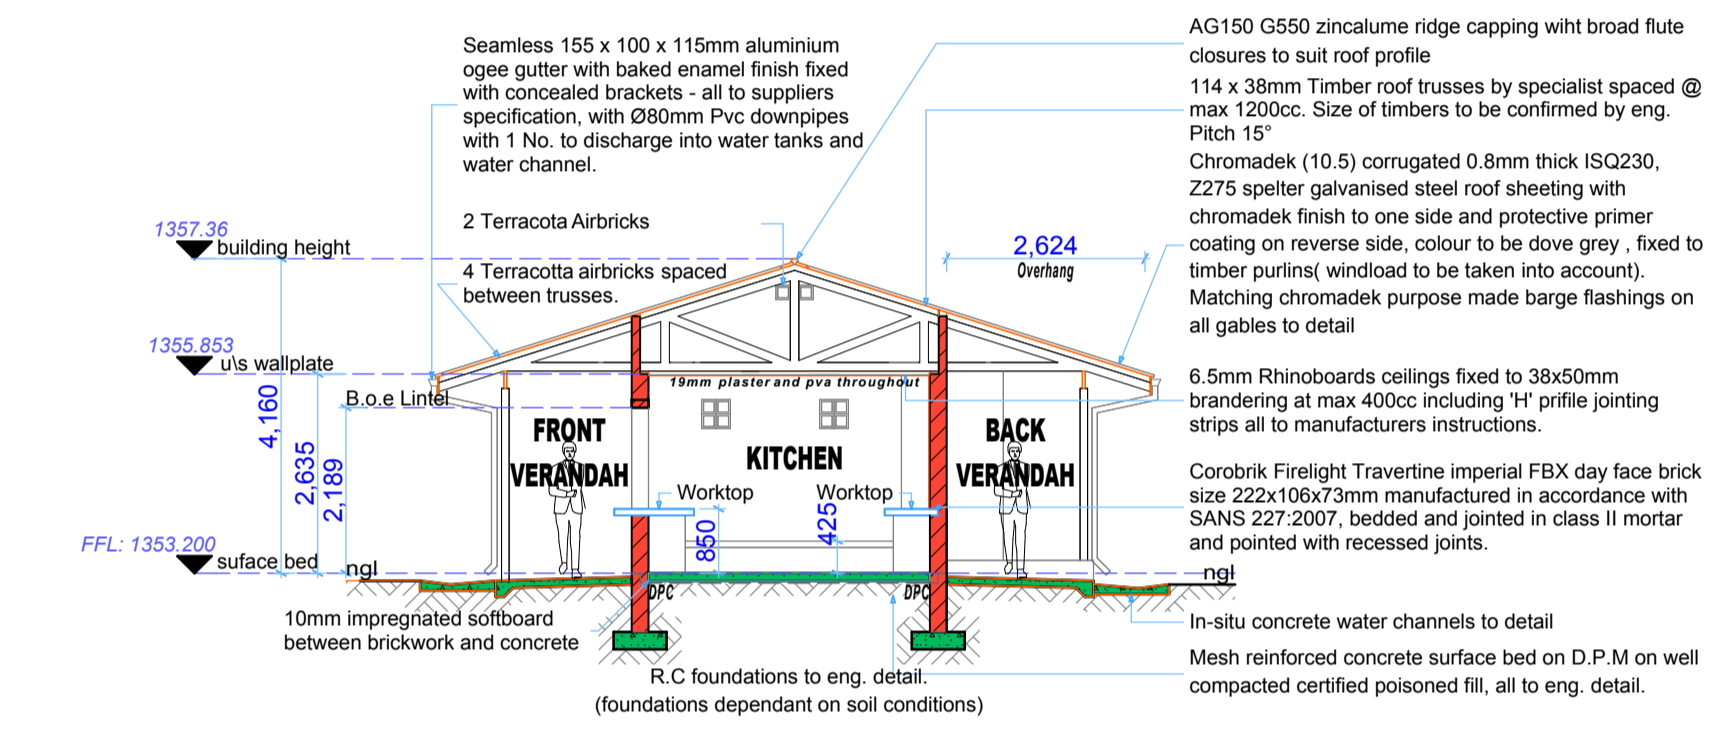 Seamless 155 x 100 x 115mm aluminium
ogee gutter with baked enamel finish fixed
with concealed brackets - all to suppliers
specification, with Ø80mm Pvc downpipes
with 1 No. to discharge into water tanks and
water channel.
2 Terracota Airbricks
4 Terracotta airbricks spaced
between trusses.
1357.36
building height
1355.853
u\s wallplate
B.o.e Lintel
4,160
2,635
2,189
FFL: 1353.200
suface bed
ngl
10mm impregnated softboard
between brickwork and concrete
19mm plaster and pva throughout
FRONT
VERANDAH
KITCHEN
BACK
VERANDAH
Worktop
Worktop
850
425
DPC
DPC
ngl
R.C foundations to eng. detail.
(foundations dependant on soil conditions)
2,624
Overhang
AG150 G550 zincalume ridge capping wiht broad flute
closures to suit roof profile
114 x 38mm Timber roof trusses by specialist spaced @
max 1200cc. Size of timbers to be confirmed by eng.
Pitch 15°
Chromadek (10.5) corrugated 0.8mm thick ISQ230,
Z275 spelter galvanised steel roof sheeting with
chromadek finish to one side and protective primer
coating on reverse side, colour to be dove grey , fixed to
timber purlins( windload to be taken into account).
Matching chromadek purpose made barge flashings on
all gables to detail
6.5mm Rhinoboards ceilings fixed to 38x50mm
brandering at max 400cc including 'H' prifile jointing
strips all to manufacturers instructions.
Corobrik Firelight Travertine imperial FBX day face brick
size 222x106x73mm manufactured in accordance with
SANS 227:2007, bedded and jointed in class II mortar
and pointed with recessed joints.
In-situ concrete water channels to detail
Mesh reinforced concrete surface bed on D.P.M on well
compacted certified poisoned fill, all to eng. detail.